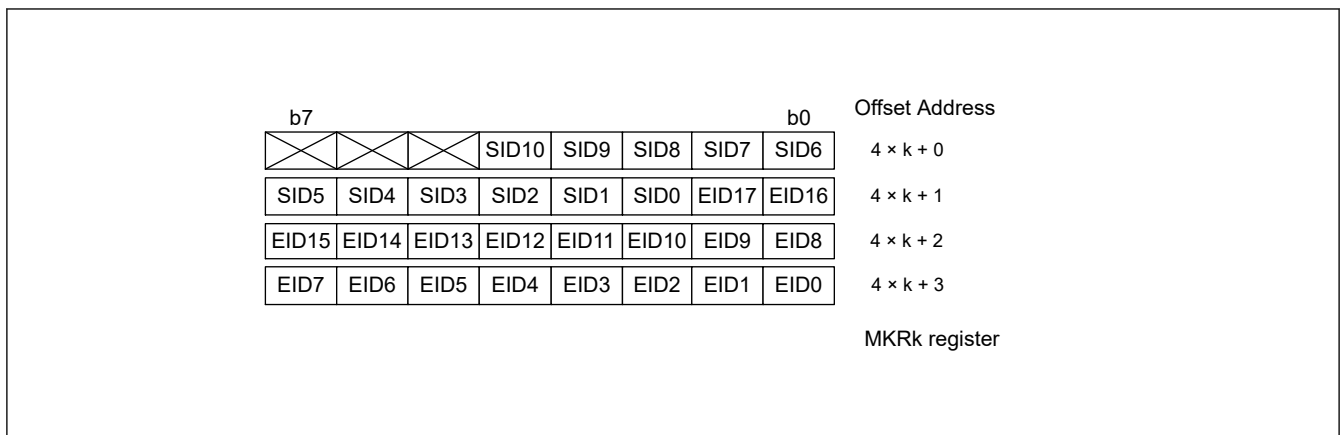 b7 b0 Offset Address
SID10 SID9 SID8 SID7 SID6 4 × k + 0
SID5 SID4 SID3 SID2 SID1 SID0 EID17 EID16 4 × k + 1
EID15 EID14 EID13 EID12 EID11 EID10 EID9 EID8 4 × k + 2
EID7 EID6 EID5 EID4 EID3 EID2 EID1 EID0 4 × k + 3
MKRk register